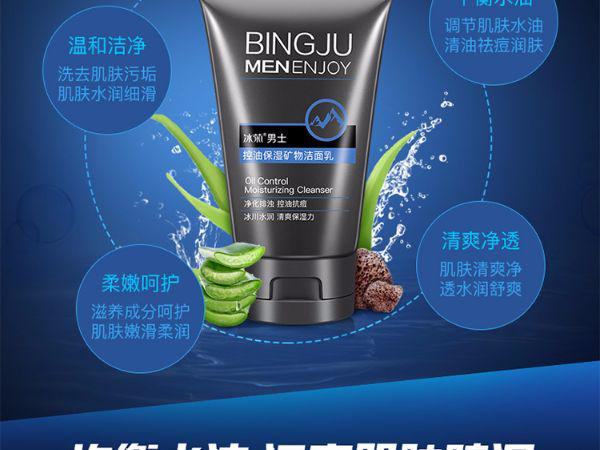 温和洁净
洗去肌肤污垢
肌肤水润细滑
平衡水油
调节肌肤水油
清油祛痘润肤
BINGJU
MENENJOY
冰菊®男士
控油保湿矿物洁面乳
Oil Control
Moisturizing Cleanser
净化排浊 控油抗痘
冰川水润 清爽保湿力
清爽净透
肌肤清爽净
透水润舒爽
柔嫩呵护
滋养成分呵护
肌肤嫩滑柔润